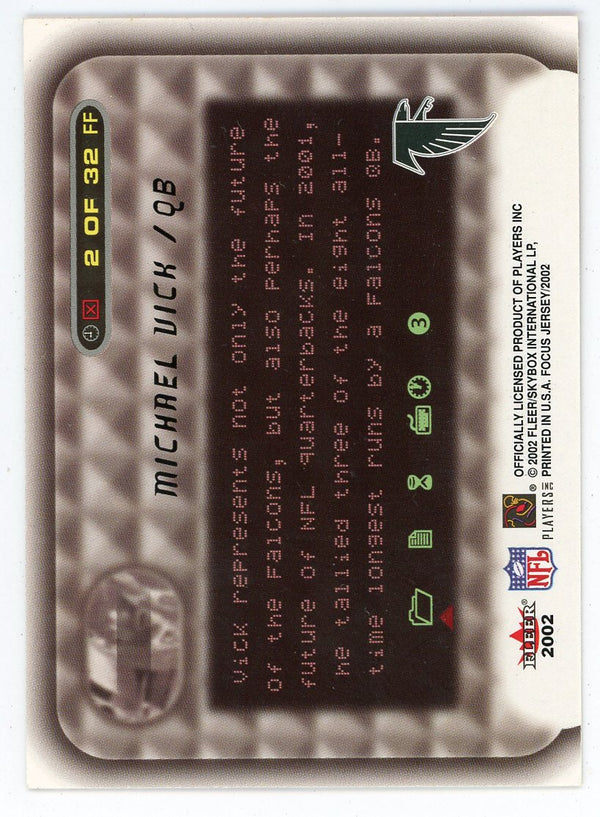 2 OF 32 FF
MICHAEL VICK / QB
Vick represents not only the future
of the Falcons, but also perhaps the
future of NFL quarterbacks. In 2001,
he tallied three of the eight all-
time longest runs by a Falcons QB.
3
OFFICIALLY LICENSED PRODUCT OF PLAYERS INC
© 2002 FLEER/SKYBOX INTERNATIONAL LP,
PRINTED IN U.S.A. FOCUS JERSEY/2002
PLAYERS INC ®
NFL
FLEER®
2002